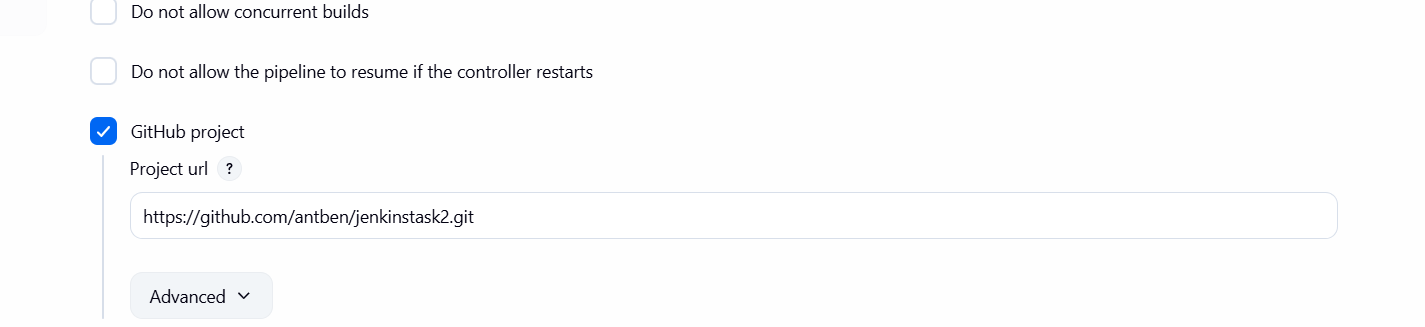 Do not allow concurrent builds
Do not allow the pipeline to resume if the controller restarts
GitHub project
Project url ?
https://github.com/antben/jenkinstask2.git
Advanced